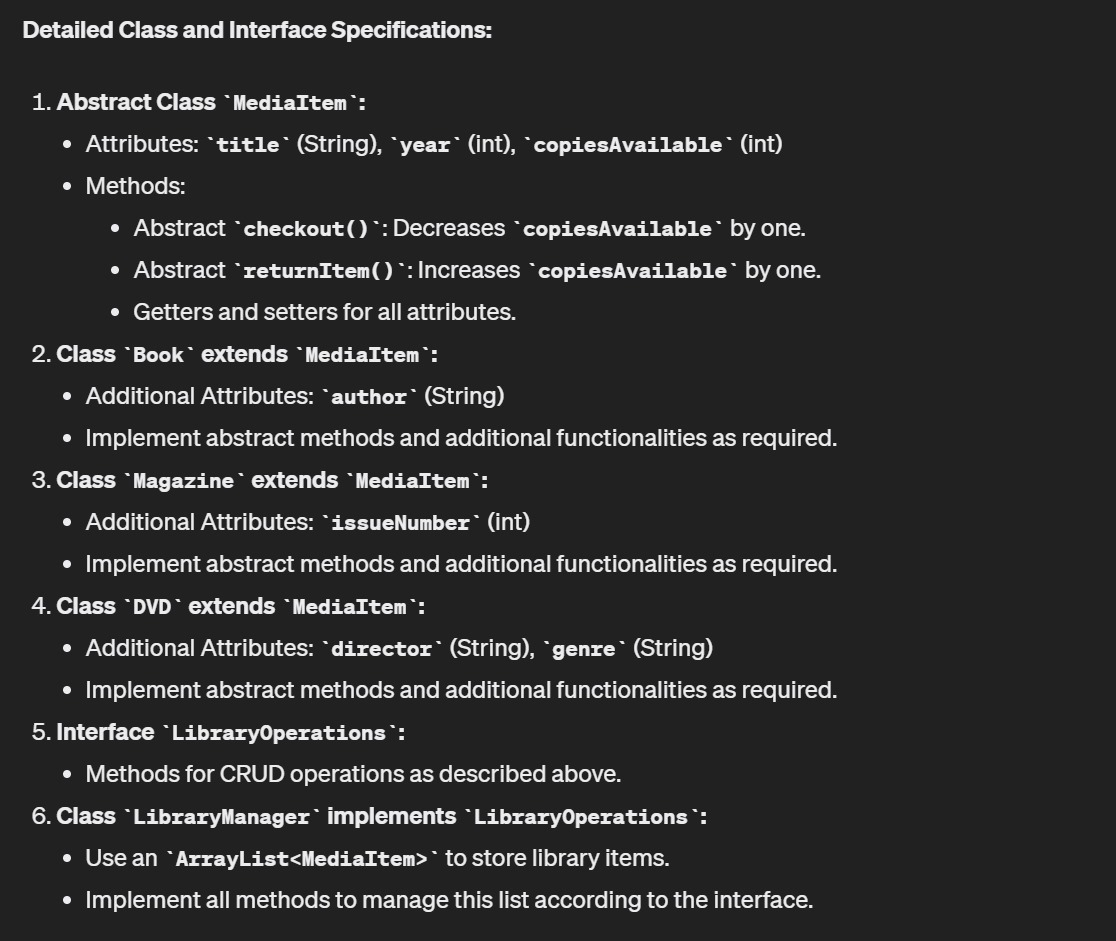 Detailed Class and Interface Specifications:
1. Abstract Class `MediaItem`:
• Attributes: `title` (String), `year` (int), `copiesAvailable` (int)
• Methods:
• Abstract `checkout()`: Decreases `copiesAvailable` by one.
• Abstract `returnItem()`: Increases `copiesAvailable` by one.
• Getters and setters for all attributes.
2. Class `Book` extends `MediaItem`:
• Additional Attributes: `author` (String)
• Implement abstract methods and additional functionalities as required.
3. Class `Magazine` extends `MediaItem`:
• Additional Attributes: `issueNumber` (int)
• Implement abstract methods and additional functionalities as required.
4. Class `DVD` extends `MediaItem`:
• Additional Attributes: `director` (String), `genre` (String)
• Implement abstract methods and additional functionalities as required.
5. Interface `LibraryOperations`:
• Methods for CRUD operations as described above.
6. Class `LibraryManager` implements `LibraryOperations`:
• Use an `ArrayList<MediaItem>` to store library items.
• Implement all methods to manage this list according to the interface.